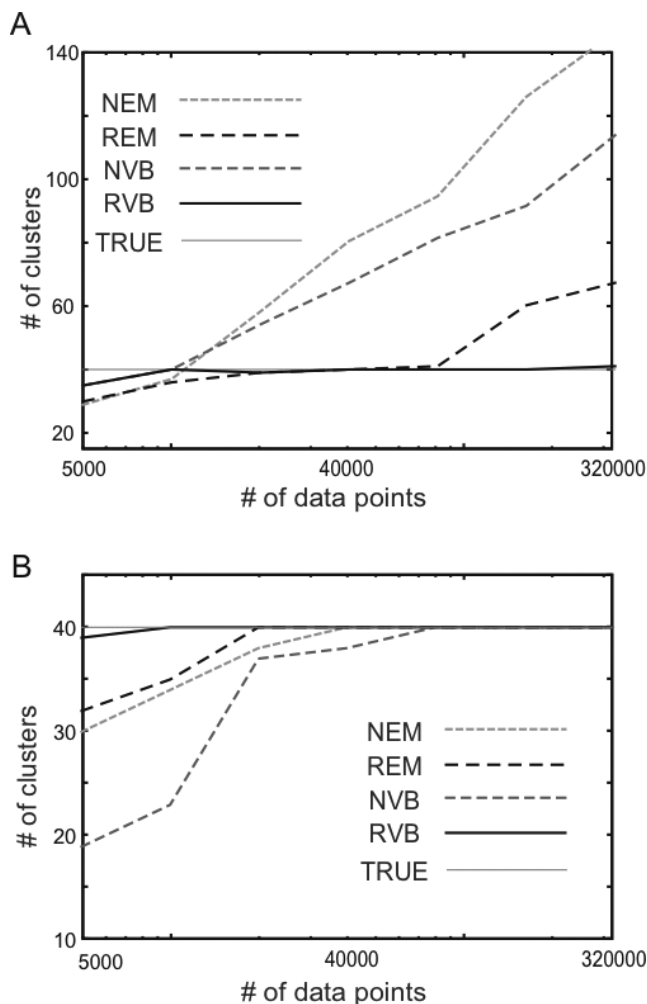 A
140
100
60
20
# of clusters
NEM
REM
NVB
RVB
TRUE
5000 40000 320000
# of data points
B
40
30
20
10
# of clusters
NEM
REM
NVB
RVB
TRUE
5000 40000 320000
# of data points